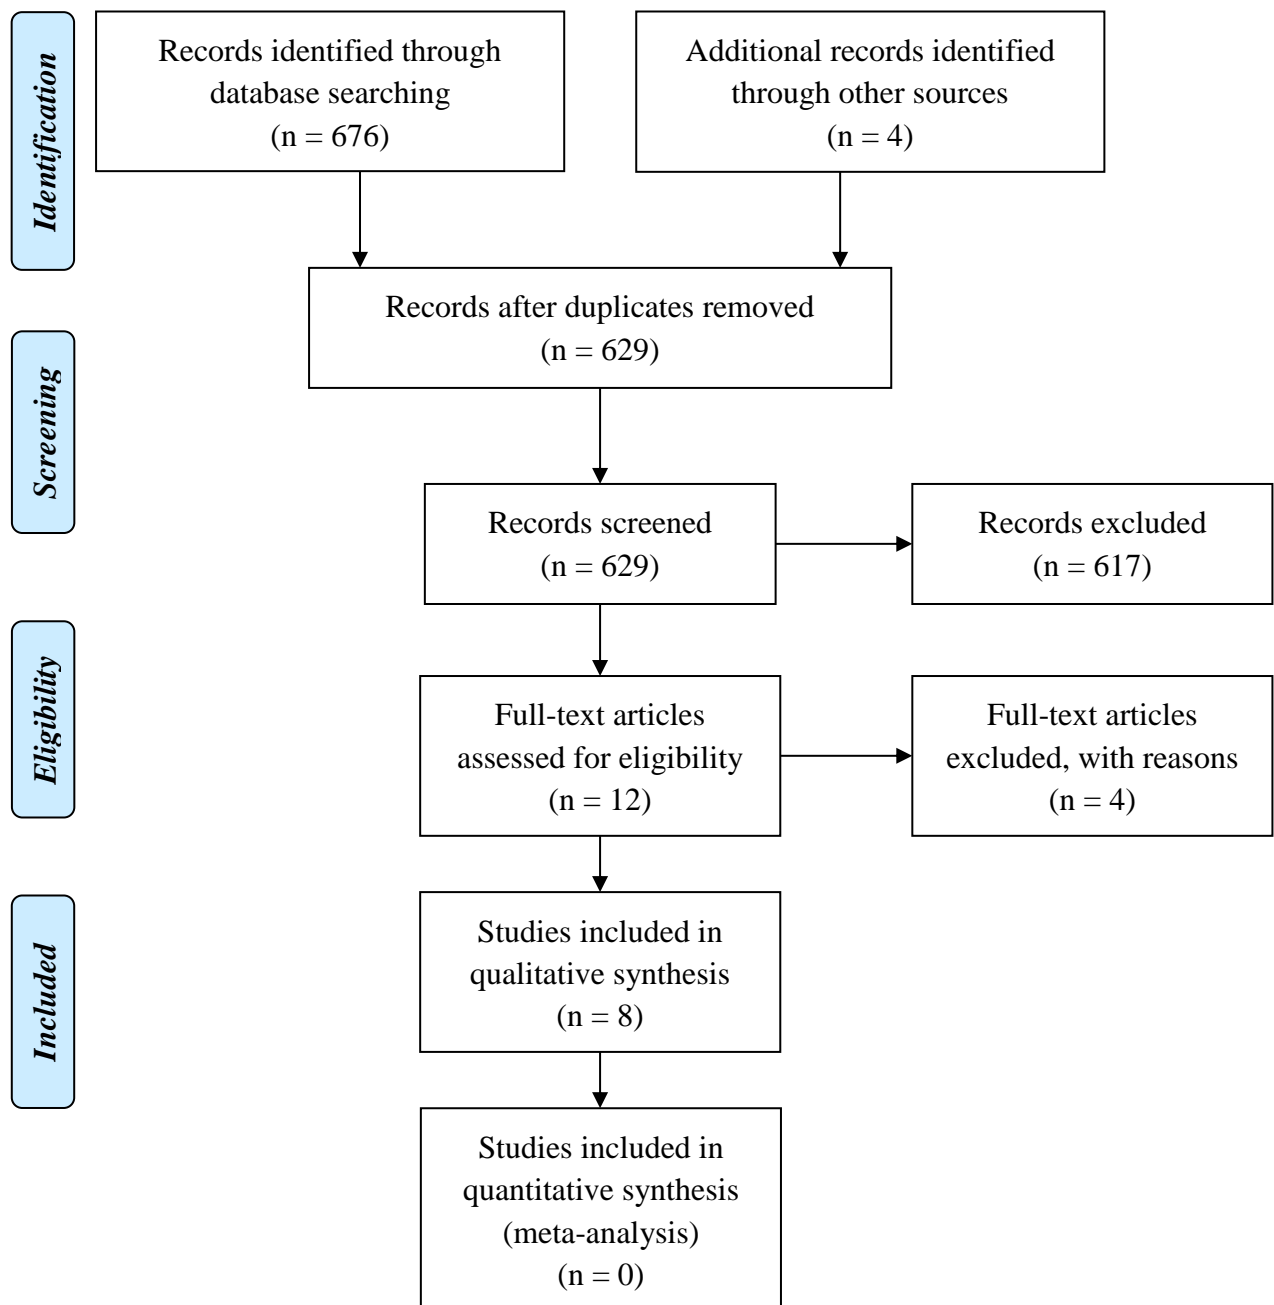 Identification
Records identified through
database searching
(n = 676)
Additional records identified
through other sources
(n = 4)
Records after duplicates removed
(n = 629)
Screening
Records screened
(n = 629)
Records excluded
(n = 617)
Eligibility
Full-text articles
assessed for eligibility
(n = 12)
Full-text articles
excluded, with reasons
(n = 4)
Included
Studies included in
qualitative synthesis
(n = 8)
Studies included in
quantitative synthesis
(meta-analysis)
(n = 0)